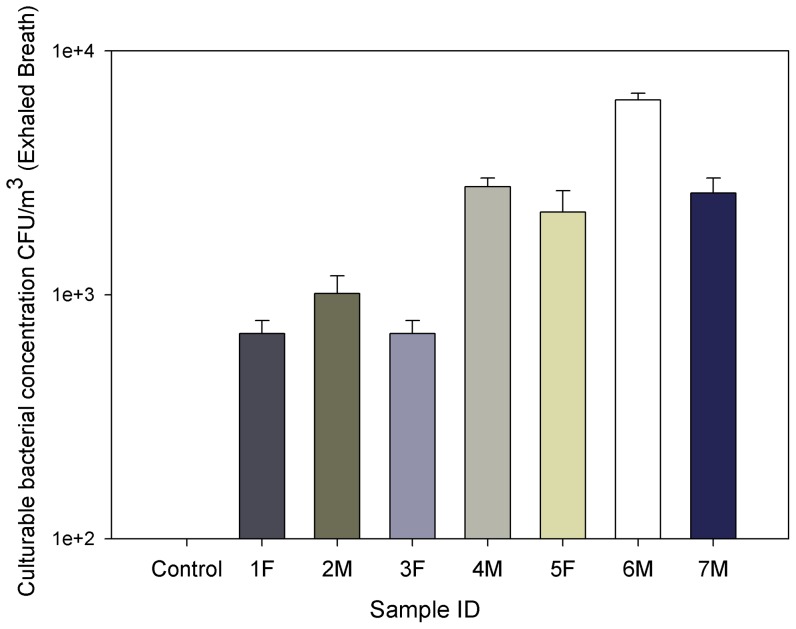 Culturable bacterial concentration CFU/m³ (Exhaled Breath)
1e+4
1e+3
1e+2
Control 1F 2M 3F 4M 5F 6M 7M
Sample ID